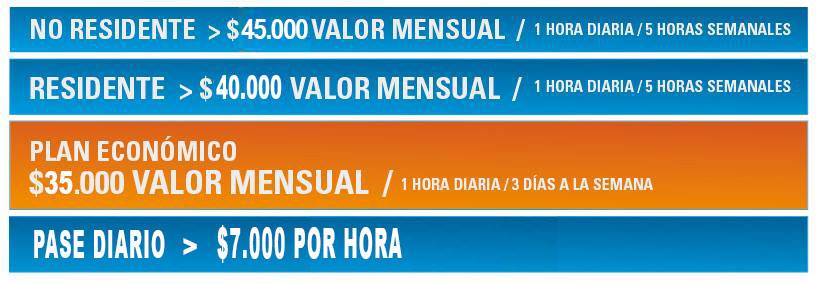 NO RESIDENTE > $45.000 VALOR MENSUAL / 1 HORA DIARIA / 5 HORAS SEMANALES
RESIDENTE > $40.000 VALOR MENSUAL / 1 HORA DIARIA / 5 HORAS SEMANALES
PLAN ECONÓMICO
$35.000 VALOR MENSUAL / 1 HORA DIARIA / 3 DÍAS A LA SEMANA
PASE DIARIO > $7.000 POR HORA